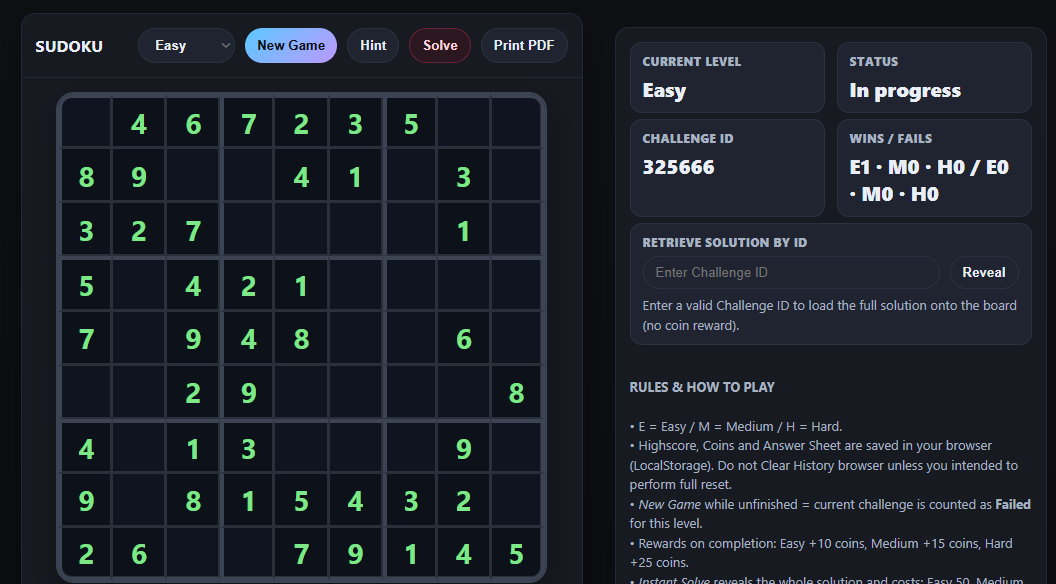 SUDOKU Easy New Game Hint Solve Print PDF
4 6 7 2 3 5
8 9 4 1 3
3 2 7 1
5 4 2 1
7 9 4 8 6
2 9 8
4 1 3 9
9 8 1 5 4 3 2
2 6 7 9 1 4 5
CURRENT LEVEL
Easy
STATUS
In progress
CHALLENGE ID
325666
WINS / FAILS
E1 · M0 · H0 / E0
· M0 · H0
RETRIEVE SOLUTION BY ID
Enter Challenge ID Reveal
Enter a valid Challenge ID to load the full solution onto the board
(no coin reward).
RULES & HOW TO PLAY
• E = Easy / M = Medium / H = Hard.
• Highscore, Coins and Answer Sheet are saved in your browser
(LocalStorage). Do not Clear History browser unless you intended to
perform full reset.
• New Game while unfinished = current challenge is counted as Failed
for this level.
• Rewards on completion: Easy +10 coins, Medium +15 coins, Hard
+25 coins.
• Instant Solve reveals the whole solution and costs: Easy 50, Medium